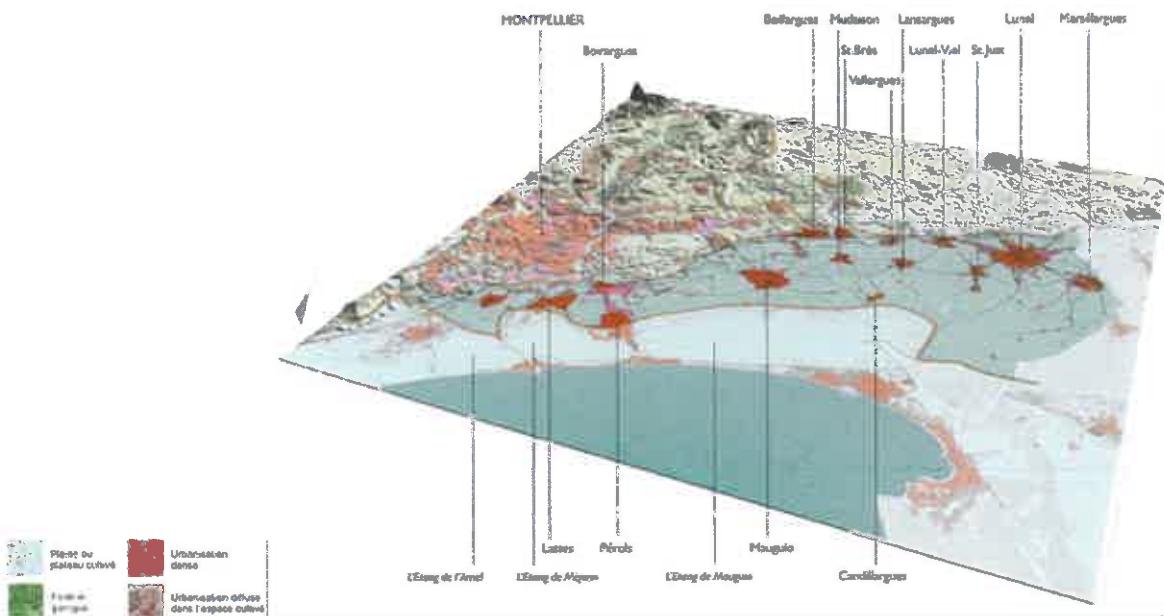 MONTPELLIER
Baillargues Mudaison Lansargues Lunel Marsillargues
Boirargues St.Brès Lunel-Viel St.Just
Valergues
Lattes Pérols Mauguio
L'Etang de l'Arnel L'Etang de Méjean L'Etang de Mauguio Candillargues
Plaine ou
plateau cultivé
Urbanisation
dense
Urbanisation diffuse
dans l'espace cultivé